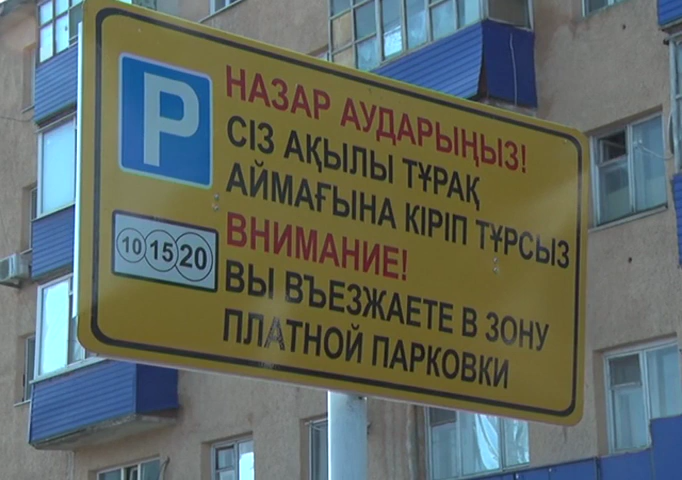 P
НАЗАР АУДАРЫҢЫЗ!
СІЗ АҚЫЛЫ ТҰРАҚ
АЙМАҒЫНА КІРІП ТҰРСЫЗ
10 15 20
ВНИМАНИЕ!
ВЫ ВЪЕЗЖАЕТЕ В ЗОНУ
ПЛАТНОЙ ПАРКОВКИ